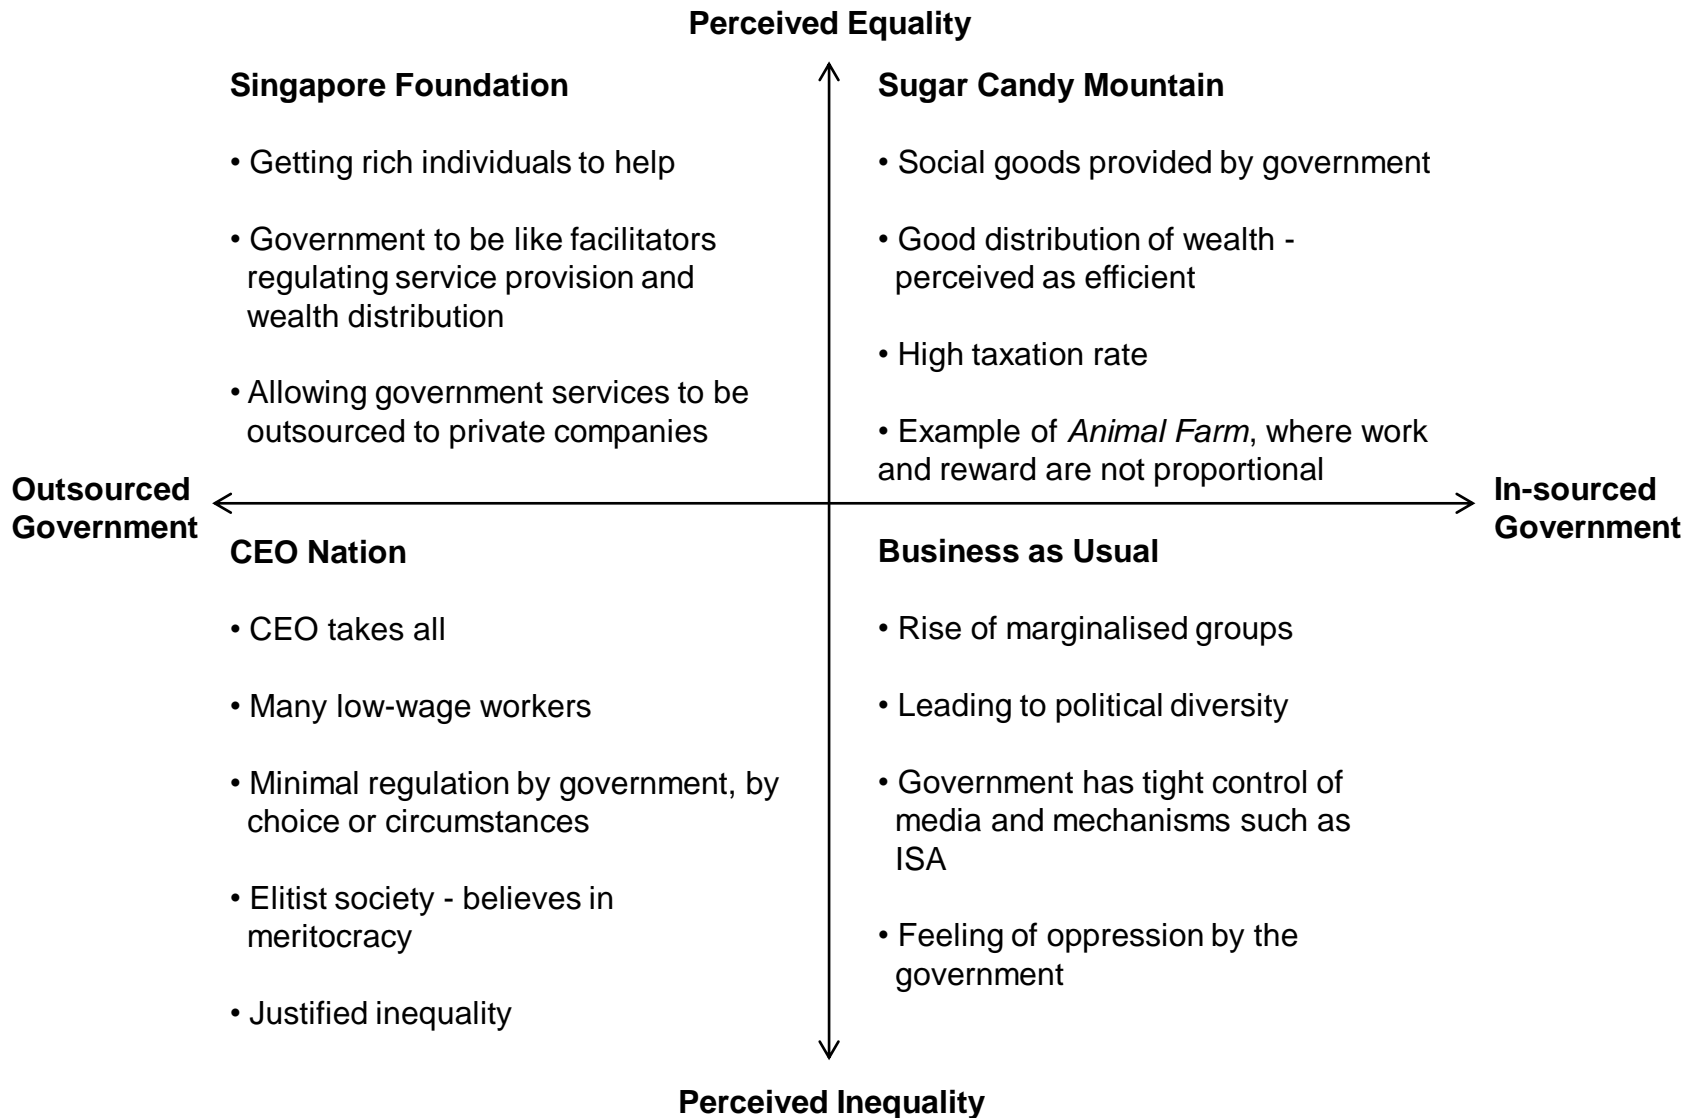 Perceived Equality
Singapore Foundation
• Getting rich individuals to help
• Government to be like facilitators
regulating service provision and
wealth distribution
• Allowing government services to be
outsourced to private companies
Sugar Candy Mountain
• Social goods provided by government
• Good distribution of wealth -
perceived as efficient
• High taxation rate
• Example of Animal Farm, where work
and reward are not proportional
Outsourced
Government
In-sourced
Government
CEO Nation
• CEO takes all
• Many low-wage workers
• Minimal regulation by government, by
choice or circumstances
• Elitist society - believes in
meritocracy
• Justified inequality
Business as Usual
• Rise of marginalised groups
• Leading to political diversity
• Government has tight control of
media and mechanisms such as
ISA
• Feeling of oppression by the
government
Perceived Inequality